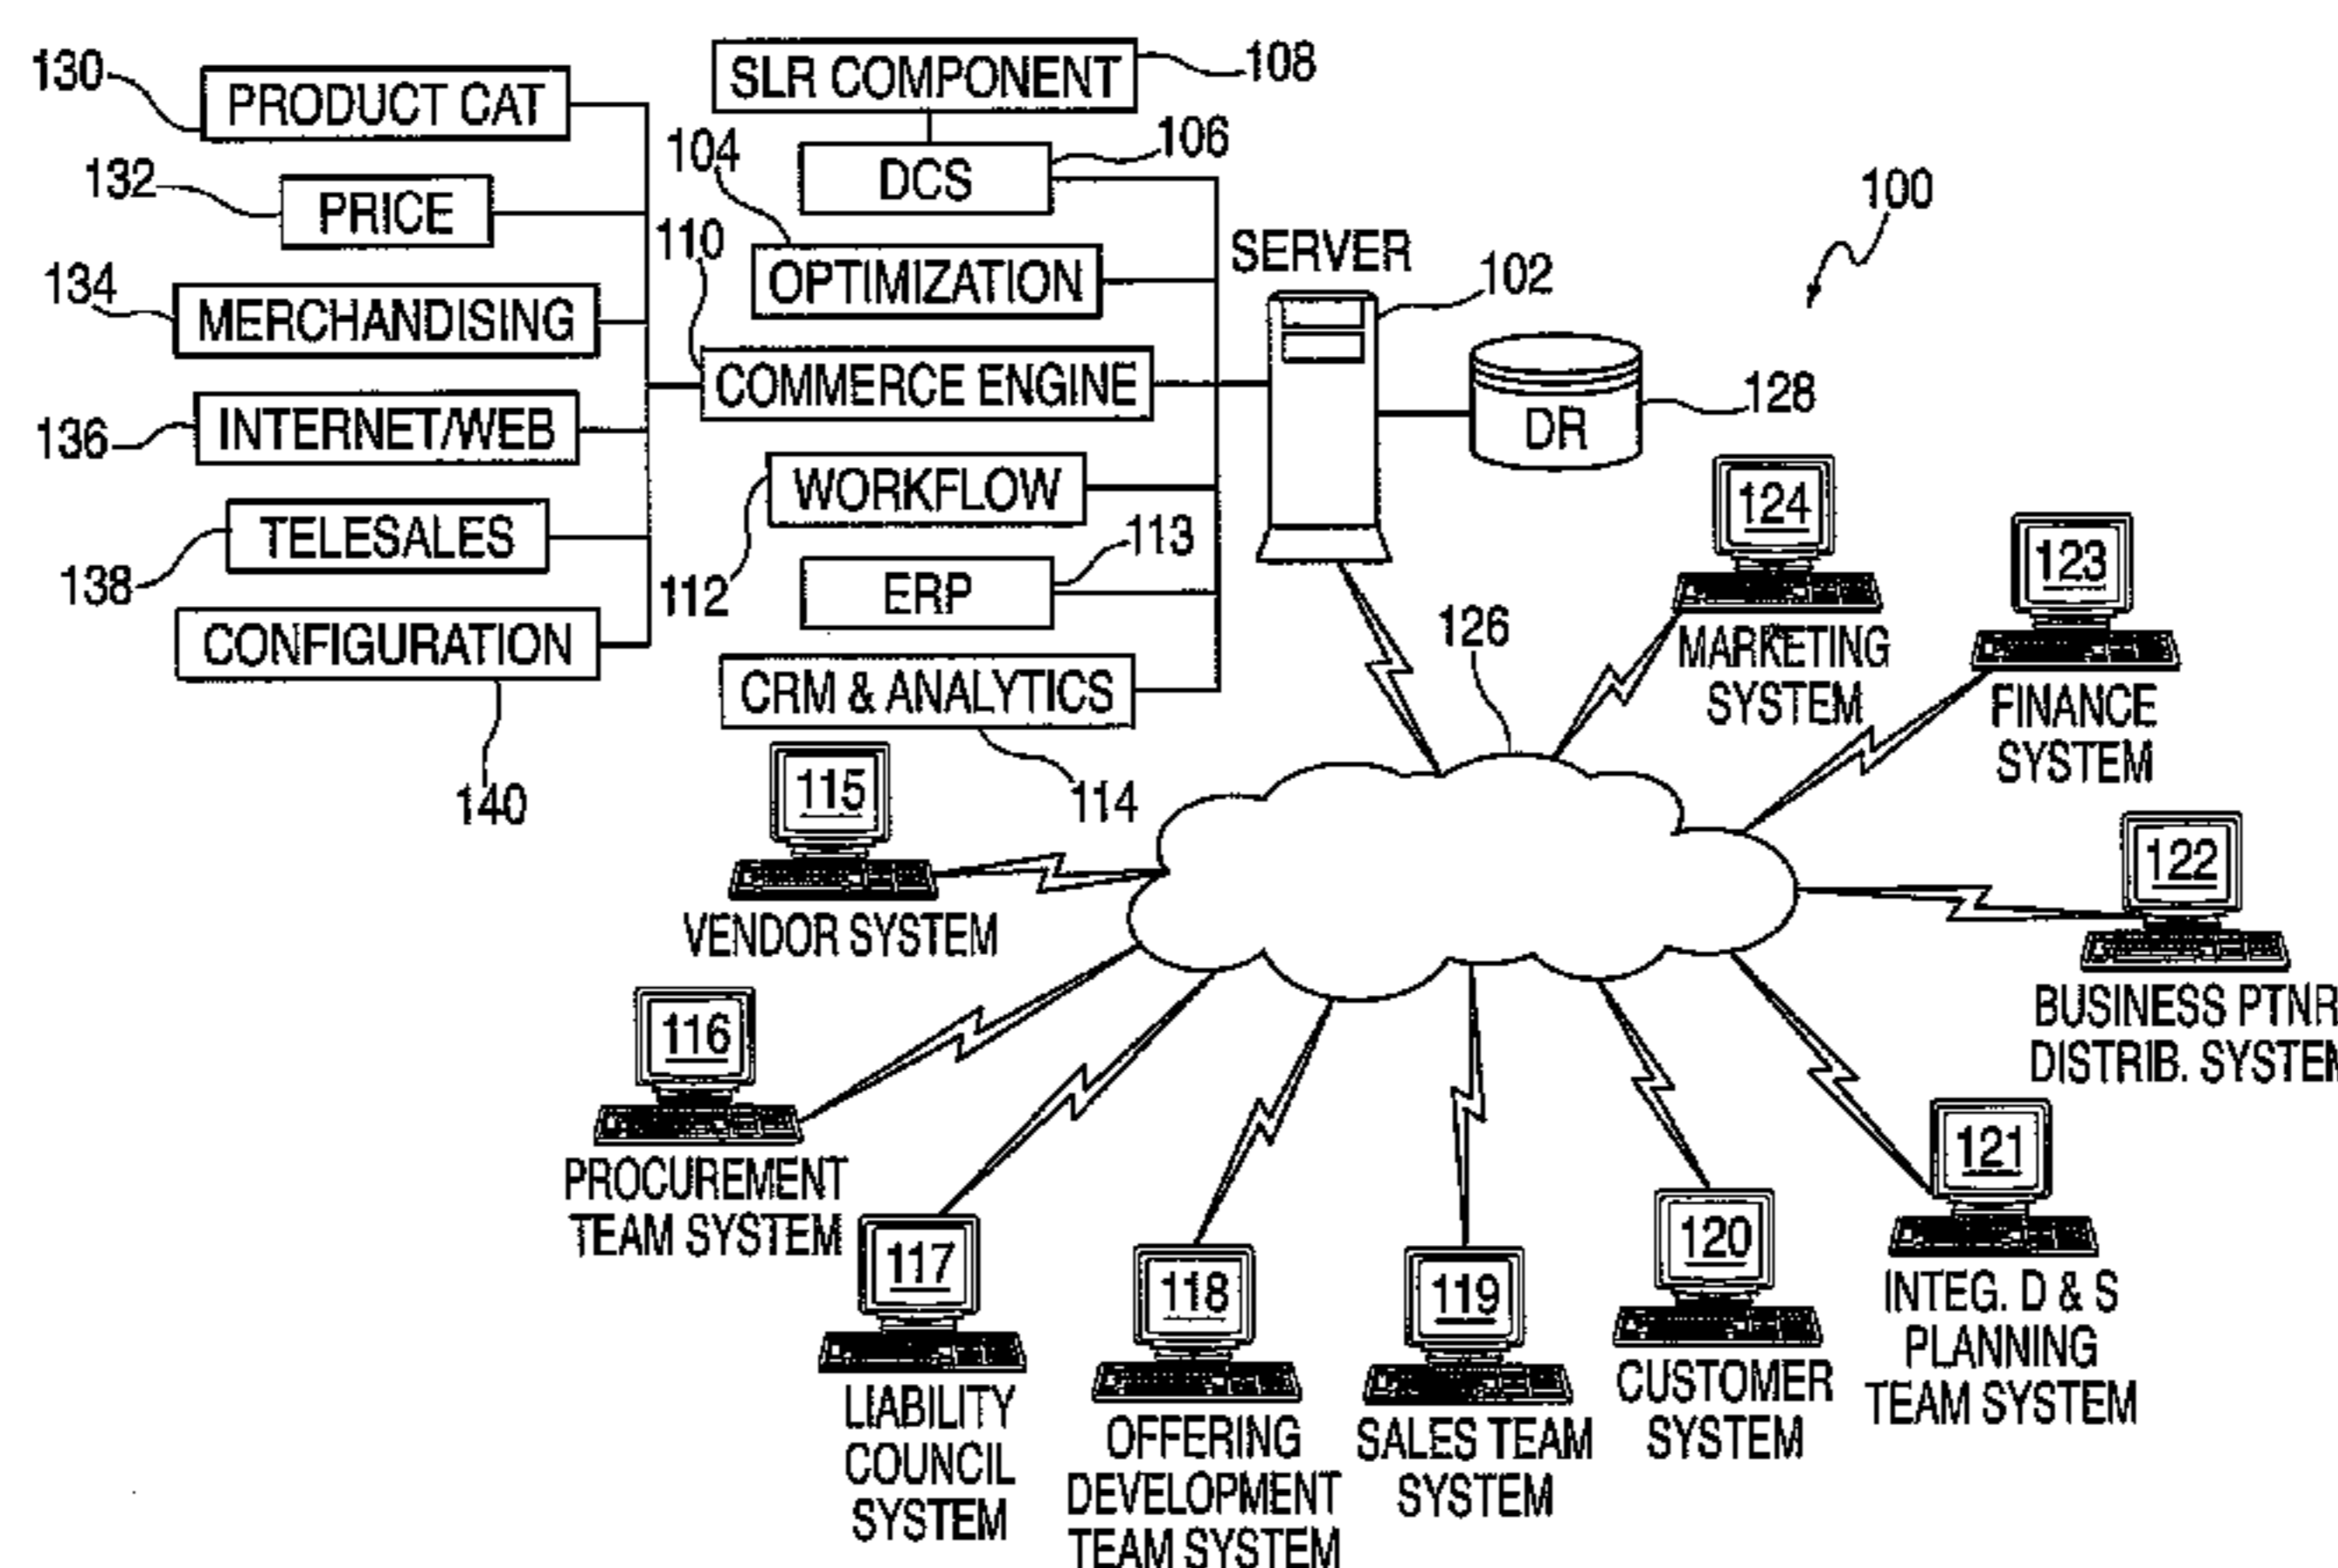 130
PRODUCT CAT
132
PRICE
134
MERCHANDISING
136
INTERNET/WEB
138
TELESALES
CONFIGURATION
140
SLR COMPONENT
108
DCS
106
104
OPTIMIZATION
110
COMMERCE ENGINE
112
WORKFLOW
ERP
113
CRM & ANALYTICS
114
SERVER
102
DR
128
100
126
124
MARKETING
SYSTEM
123
FINANCE
SYSTEM
122
BUSINESS PTNR
DISTRIB. SYSTEM
121
INTEG. D & S
PLANNING
TEAM SYSTEM
120
CUSTOMER
SYSTEM
119
SALES TEAM
SYSTEM
118
OFFERING
DEVELOPMENT
TEAM SYSTEM
117
LIABILITY
COUNCIL
SYSTEM
116
PROCUREMENT
TEAM SYSTEM
115
VENDOR SYSTEM